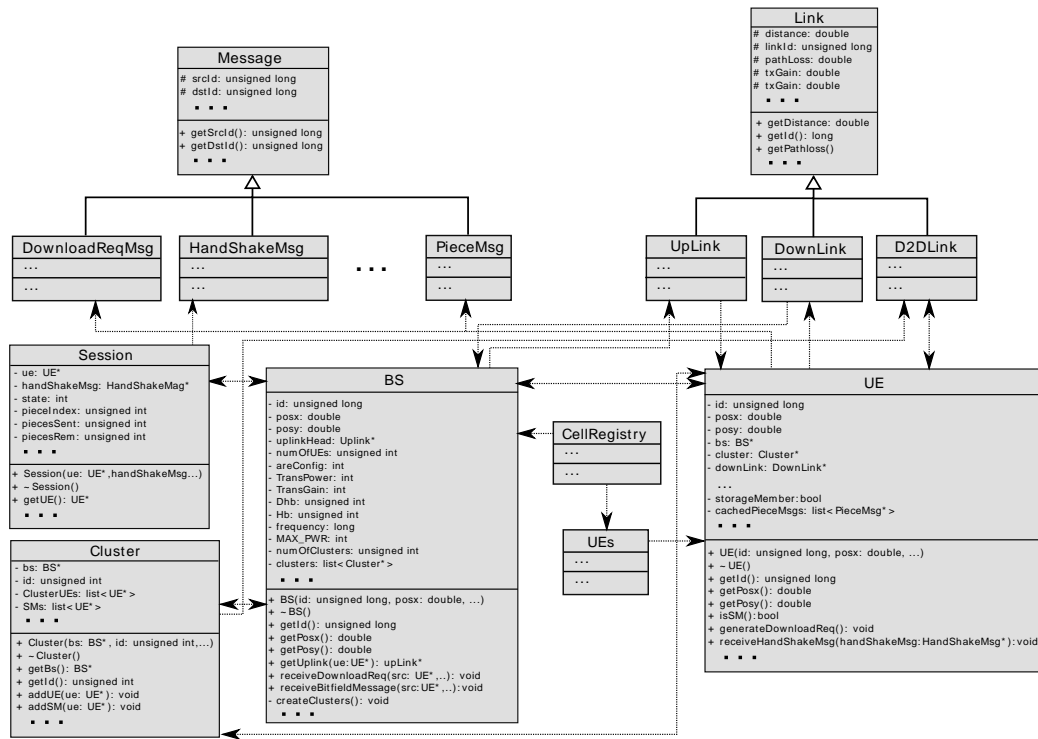 Link
# distance: double
# linkId: unsigned long
# pathLoss: double
# txGain: double
# txGain: double
...
+ getDistance: double
+ getId(): long
+ getPathloss()
...
Message
# srcId: unsigned long
# dstId: unsigned long
...
+ getSrcId(): unsigned long
+ getDstId(): unsigned long
...
DownloadReqMsg
...
...
HandShakeMsg
...
...
...
PieceMsg
...
...
UpLink
...
...
DownLink
...
...
D2DLink
...
...
Session
- ue: UE*
- handShakeMsg: HandShakeMag*
- state: int
- pieceIndex: unsigned int
- piecesSent: unsigned int
- piecesRem: unsigned int
...
+ Session(ue: UE*,handShakeMsg...)
+ ~Session()
+ getUE(): UE*
...
BS
- id: unsigned long
- posx: double
- posy: double
- uplinkHead: Uplink*
- numOfUEs: unsigned int
- areConfig: int
- TransPower: int
- TransGain: int
- Dhb: unsigned int
- Hb: unsigned int
- frequency: long
- MAX_PWR: int
- numOfClusters: unsigned int
- clusters: list<Cluster*>
...
+ BS(id: unsigned long, posx: double, ...)
+ ~BS()
+ getId(): unsigned long
+ getPosx(): double
+ getPosy(): double
+ getUplink(ue:UE*): upLink*
+ receiveDownloadReq(src: UE*,..): void
+ receiveBitfieldMessage(src:UE*,..):void
- createClusters(): void
...
CellRegistry
...
...
UEs
...
...
UE
- id: unsigned long
- posx: double
- posy: double
- bs: BS*
- cluster: Cluster*
- downLink: DownLink*
...
- storageMember:bool
- cachedPieceMsgs: list<PieceMsg*>
...
+ UE(id: unsigned long, posx: double, ...)
+ ~UE()
+ getId(): unsigned long
+ getPosx(): double
+ getPosy(): double
+ isSM():bool
+ generateDownloadReq(): void
+ receiveHandShakeMsg(handShakeMsg:HandShakeMsg*):void
...
Cluster
- bs: BS*
- id: unsigned int
- ClusterUEs: list<UE*>
- SMs: list<UE*>
...
+ Cluster(bs: BS*, id: unsigned int,...)
+ ~Cluster()
+ getBs(): BS*
+ getId(): unsigned int
+ addUE(ue: UE*): void
+ addSM(ue: UE*): void
...